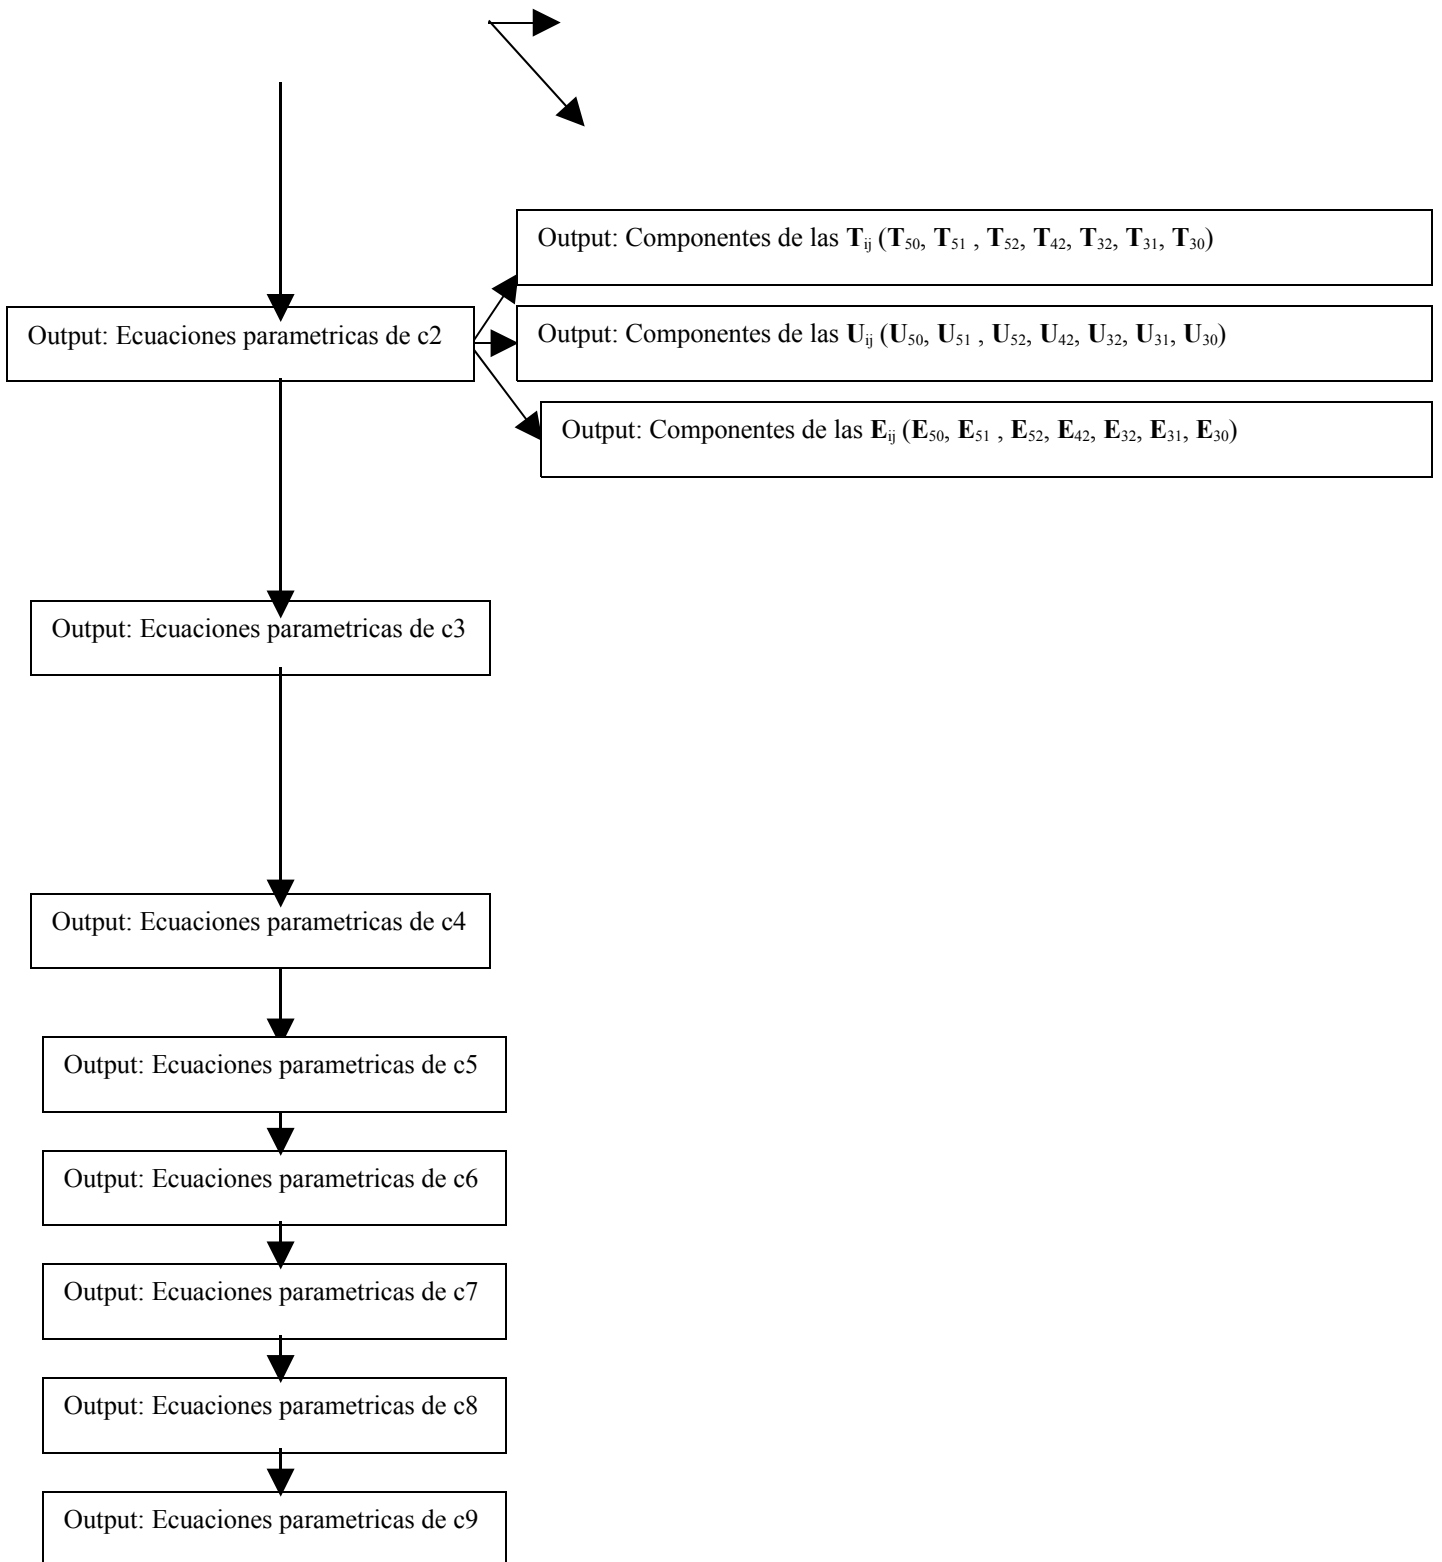 Output: Componentes de las Tij (T50, T51 , T52, T42, T32, T31, T30)
Output: Ecuaciones parametricas de c2
Output: Componentes de las Uij (U50, U51 , U52, U42, U32, U31, U30)
Output: Componentes de las Eij (E50, E51 , E52, E42, E32, E31, E30)
Output: Ecuaciones parametricas de c3
Output: Ecuaciones parametricas de c4
Output: Ecuaciones parametricas de c5
Output: Ecuaciones parametricas de c6
Output: Ecuaciones parametricas de c7
Output: Ecuaciones parametricas de c8
Output: Ecuaciones parametricas de c9